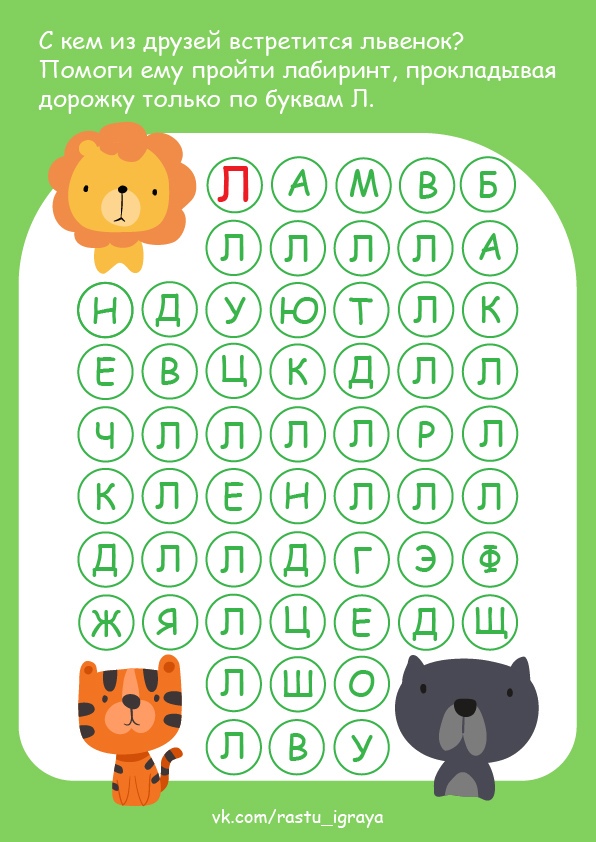 С кем из друзей встретится львенок?
Помоги ему пройти лабиринт, прокладывая
дорожку только по буквам Л.
Л А М В Б
Л Л Л Л А
Н Д У Ю Т Л К
Е В Ц К Д Л Л
Ч Л Л Л Л Р Л
К Л Е Н Л Л Л
Д Л Л Д Г Э Ф
Ж Я Л Ц Е Д Щ
Л Ш О
Л В У
vk.com/rastu_igraya